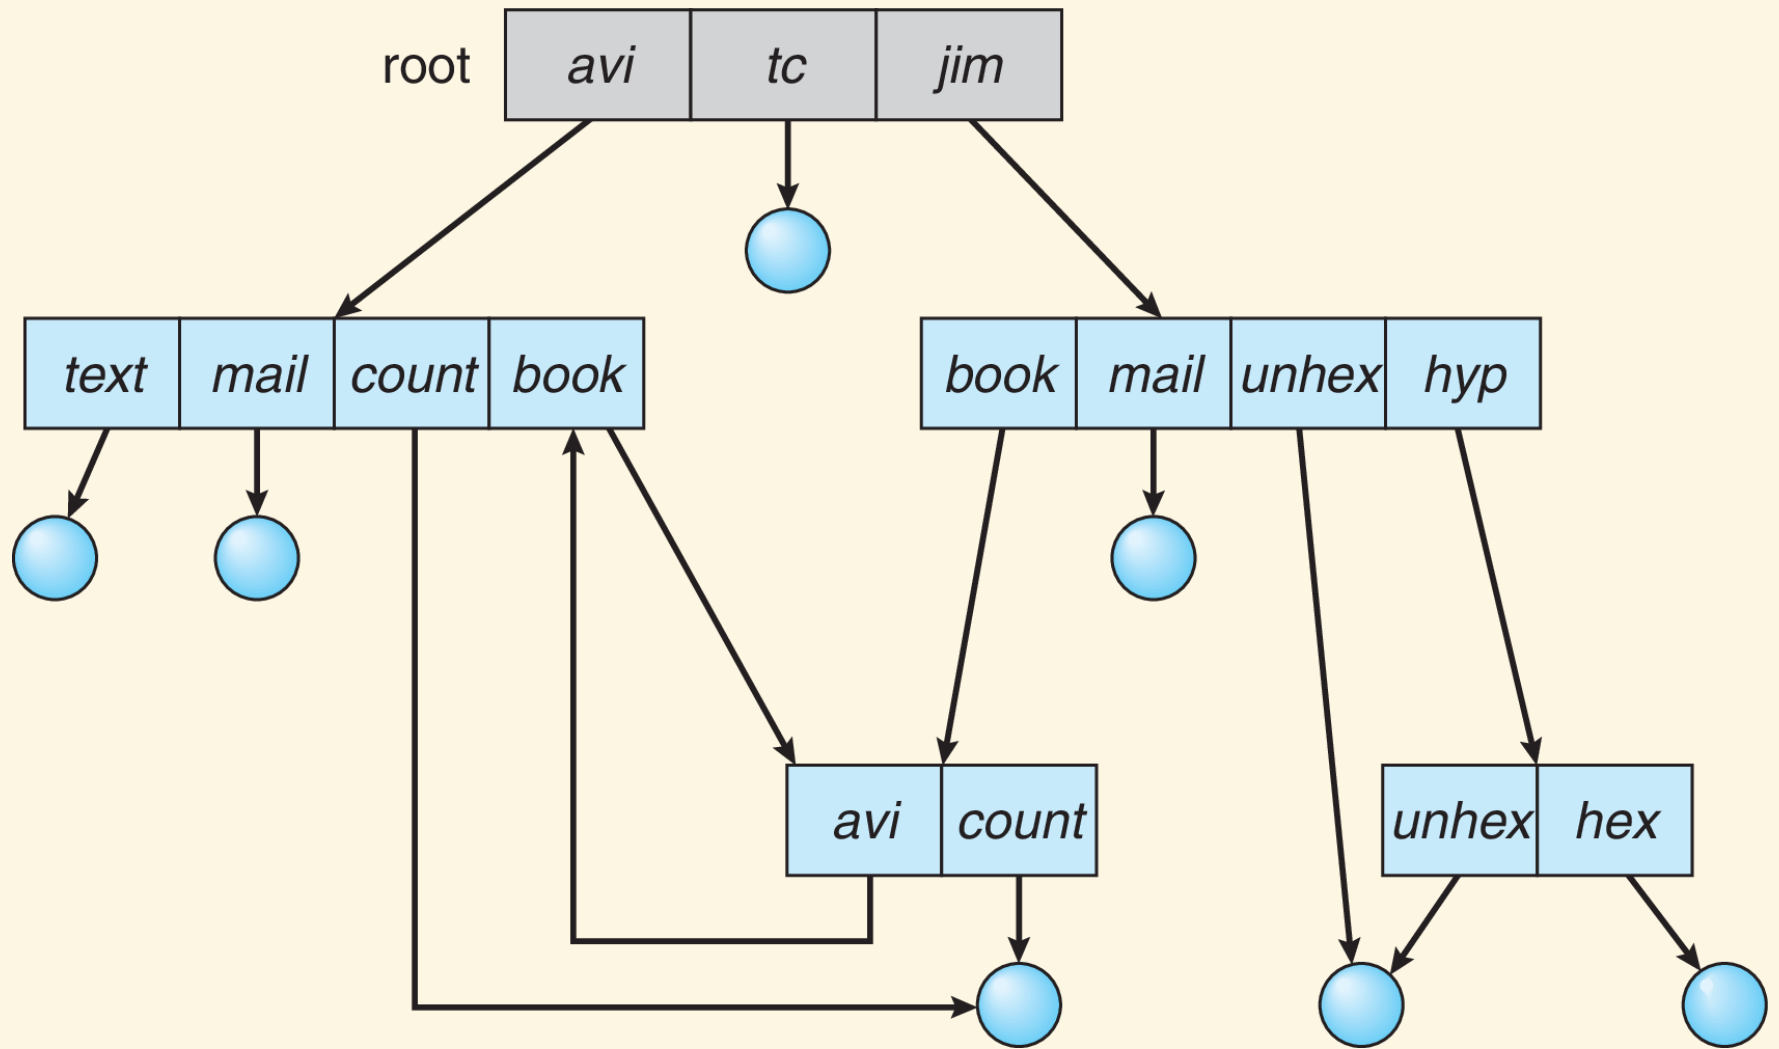 root avi tc jim
text mail count book
book mail unhex hyp
avi count
unhex hex